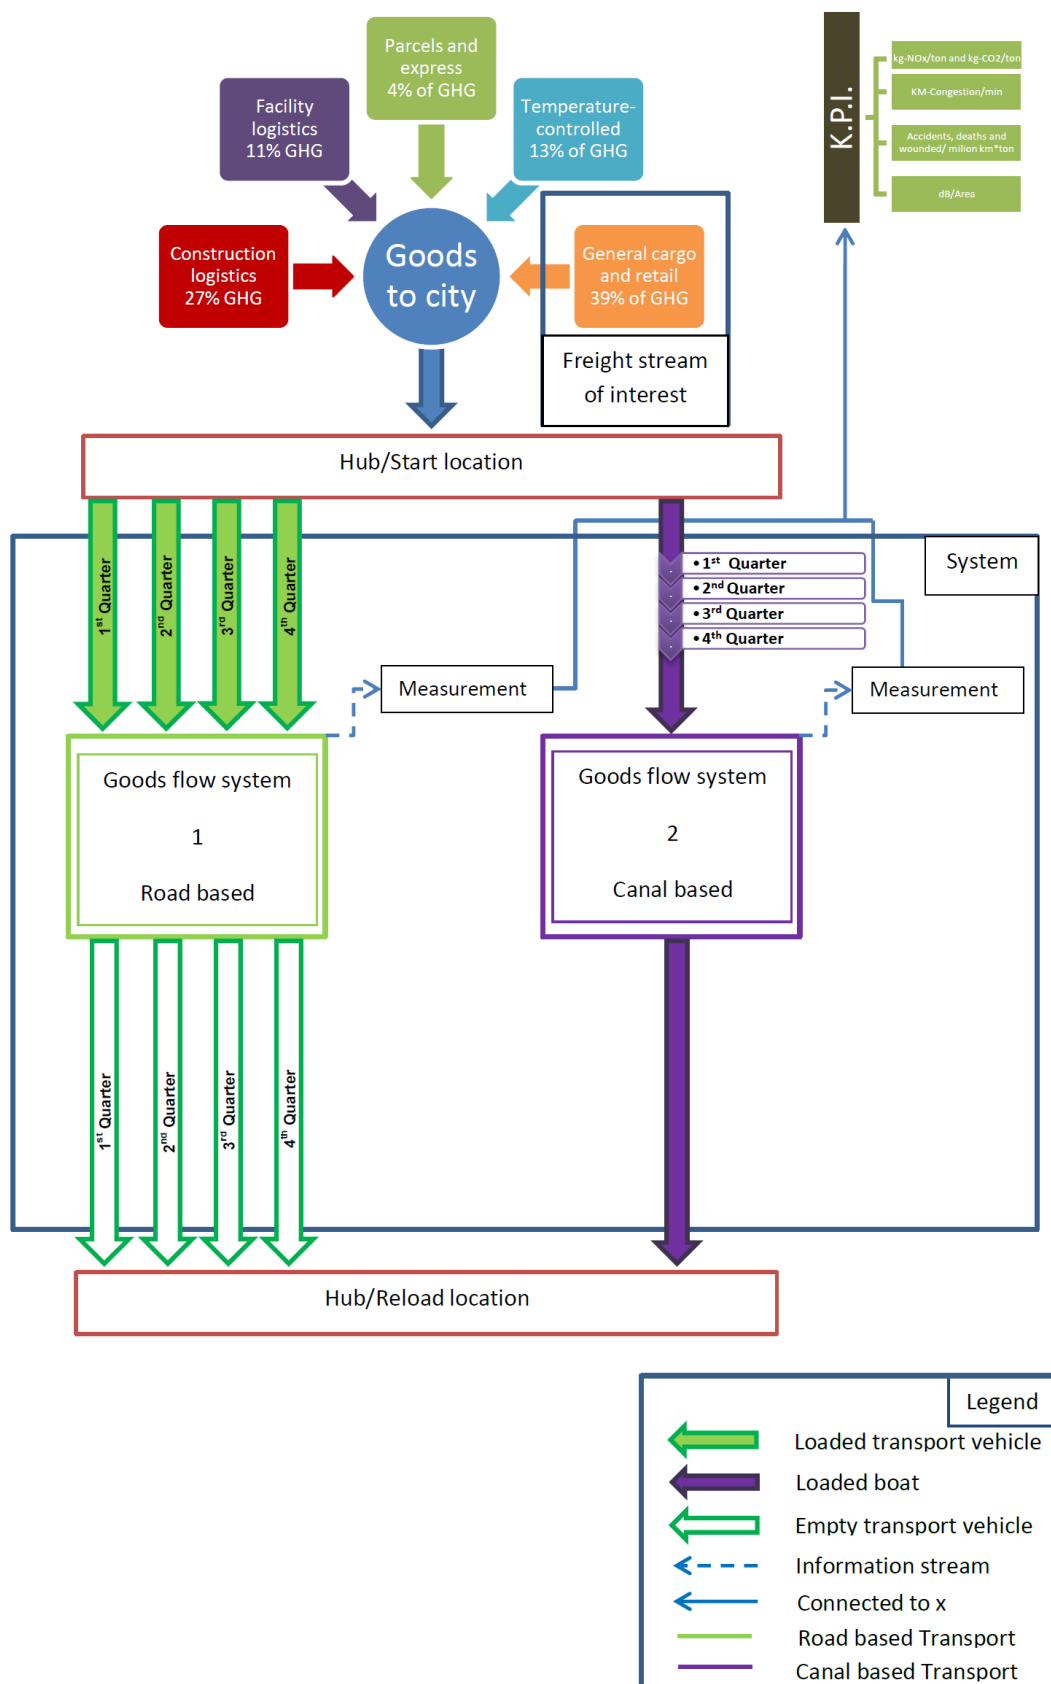 Parcels and
express
4% of GHG
Facility
logistics
11% GHG
Temperature-
controlled
13% of GHG
Construction
logistics
27% GHG
Goods
to city
General cargo
and retail
39% of GHG
Freight stream
of interest
K.P.I.
kg-NOx/ton and kg-CO2/ton
KM-Congestion/min
Accidents, deaths and
wounded/ milion km*ton
dB/Area
Hub/Start location
System
1st Quarter
2nd Quarter
3rd Quarter
4th Quarter
• 1st Quarter
• 2nd Quarter
• 3rd Quarter
• 4th Quarter
Measurement
Measurement
Goods flow system
1
Road based
Goods flow system
2
Canal based
1st Quarter
2nd Quarter
3rd Quarter
4th Quarter
Hub/Reload location
Legend
Loaded transport vehicle
Loaded boat
Empty transport vehicle
Information stream
Connected to x
Road based Transport
Canal based Transport